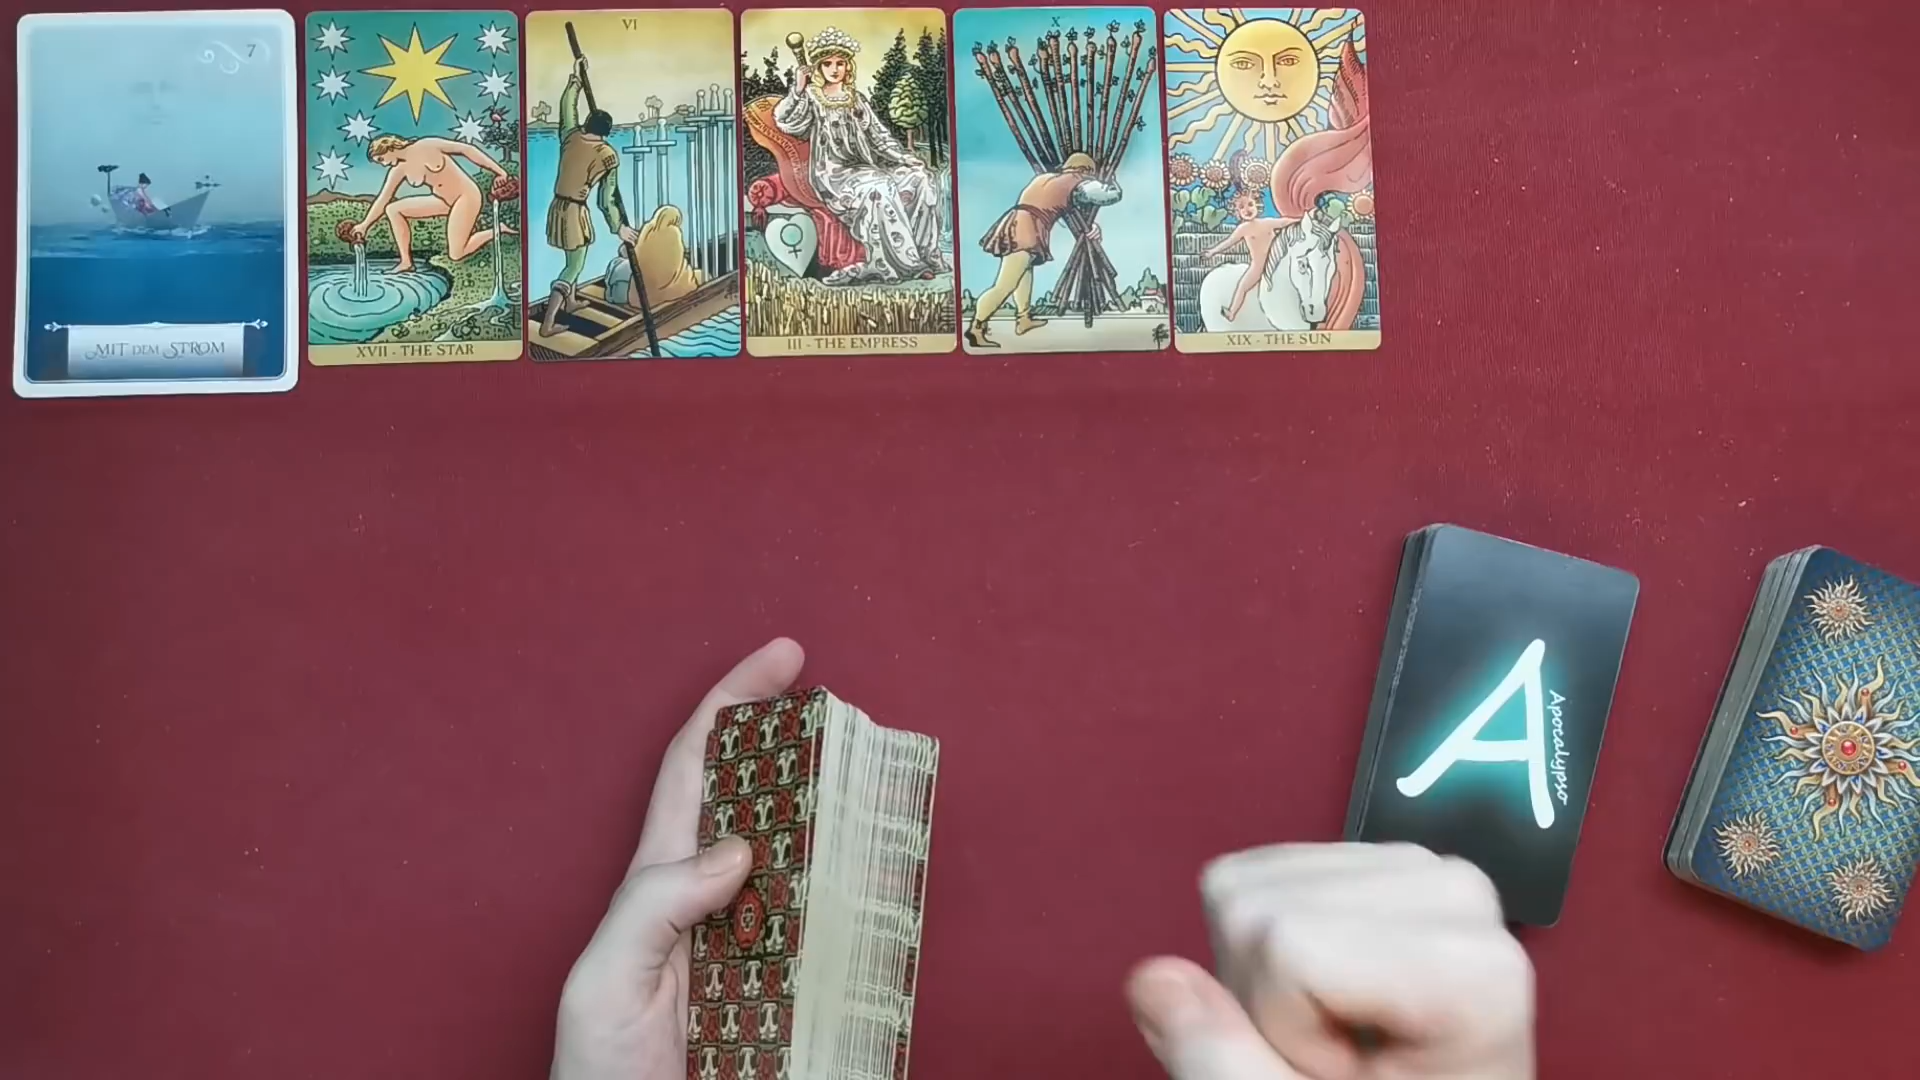 7
MIT DEM STROM
XVII - THE STAR
VI
III - THE EMPRESS
X
XIX - THE SUN
A
Apocalypso